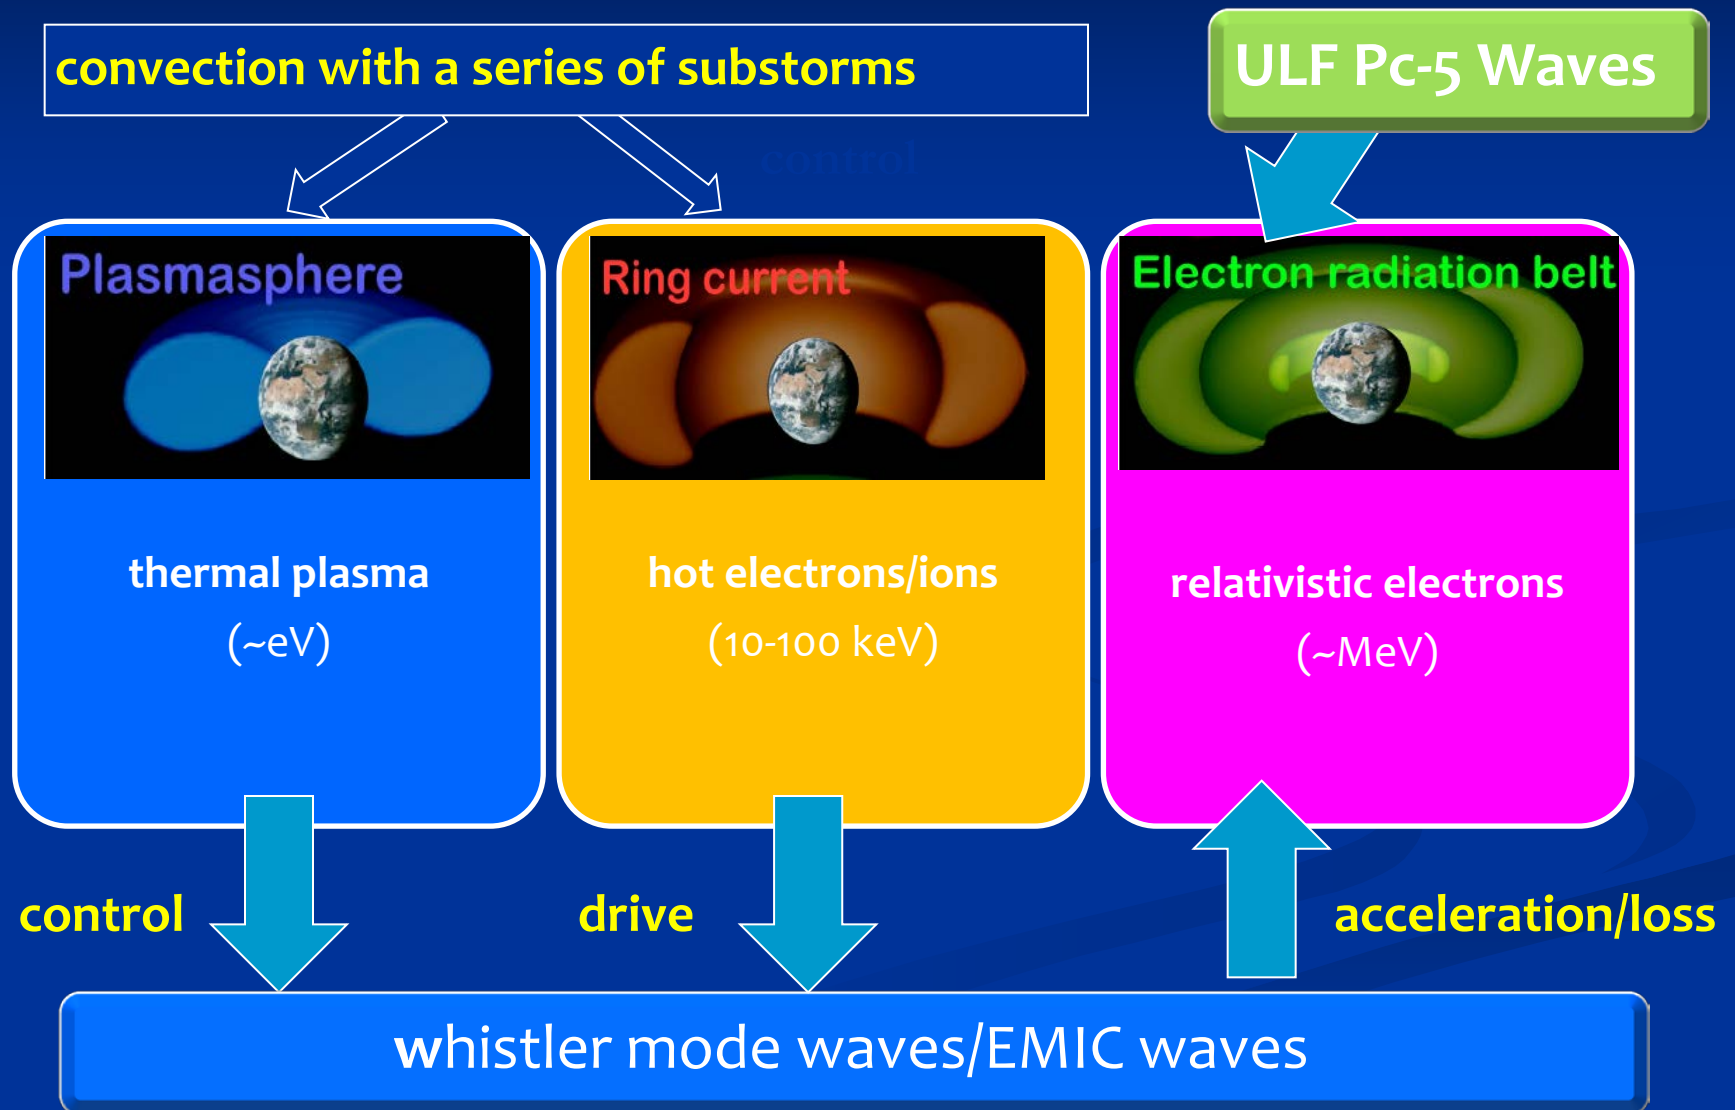 convection with a series of substorms
ULF Pc-5 Waves
control
Plasmasphere
Ring current
Electron radiation belt
thermal plasma
(~eV)
hot electrons/ions
(10-100 keV)
relativistic electrons
(~MeV)
control
drive
acceleration/loss
whistler mode waves/EMIC waves